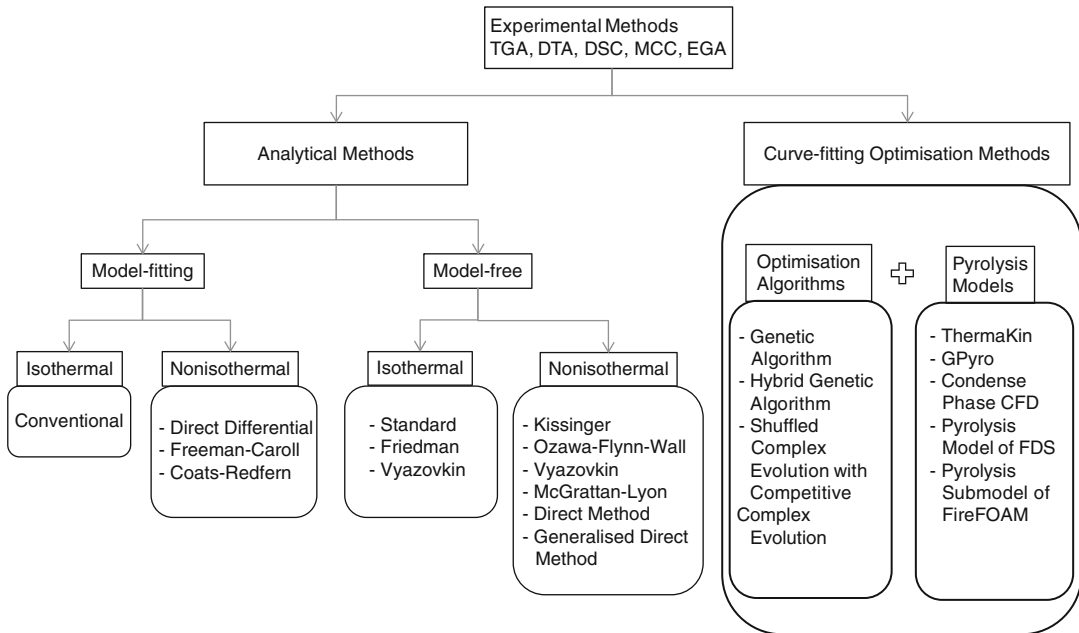 Experimental Methods
TGA, DTA, DSC, MCC, EGA
Analytical Methods
Curve-fitting Optimisation Methods
Model-fitting
Model-free
Isothermal
Conventional
Nonisothermal
- Direct Differential
- Freeman-Caroll
- Coats-Redfern
Isothermal
- Standard
- Friedman
- Vyazovkin
Nonisothermal
- Kissinger
- Ozawa-Flynn-Wall
- Vyazovkin
- McGrattan-Lyon
- Direct Method
- Generalised Direct
Method
Optimisation
Algorithms
- Genetic
Algorithm
- Hybrid Genetic
Algorithm
- Shuffled
Complex
Evolution with
Competitive
Complex
Evolution
Pyrolysis
Models
- ThermaKin
- GPyro
- Condense
Phase CFD
- Pyrolysis
Model of FDS
- Pyrolysis
Submodel of
FireFOAM